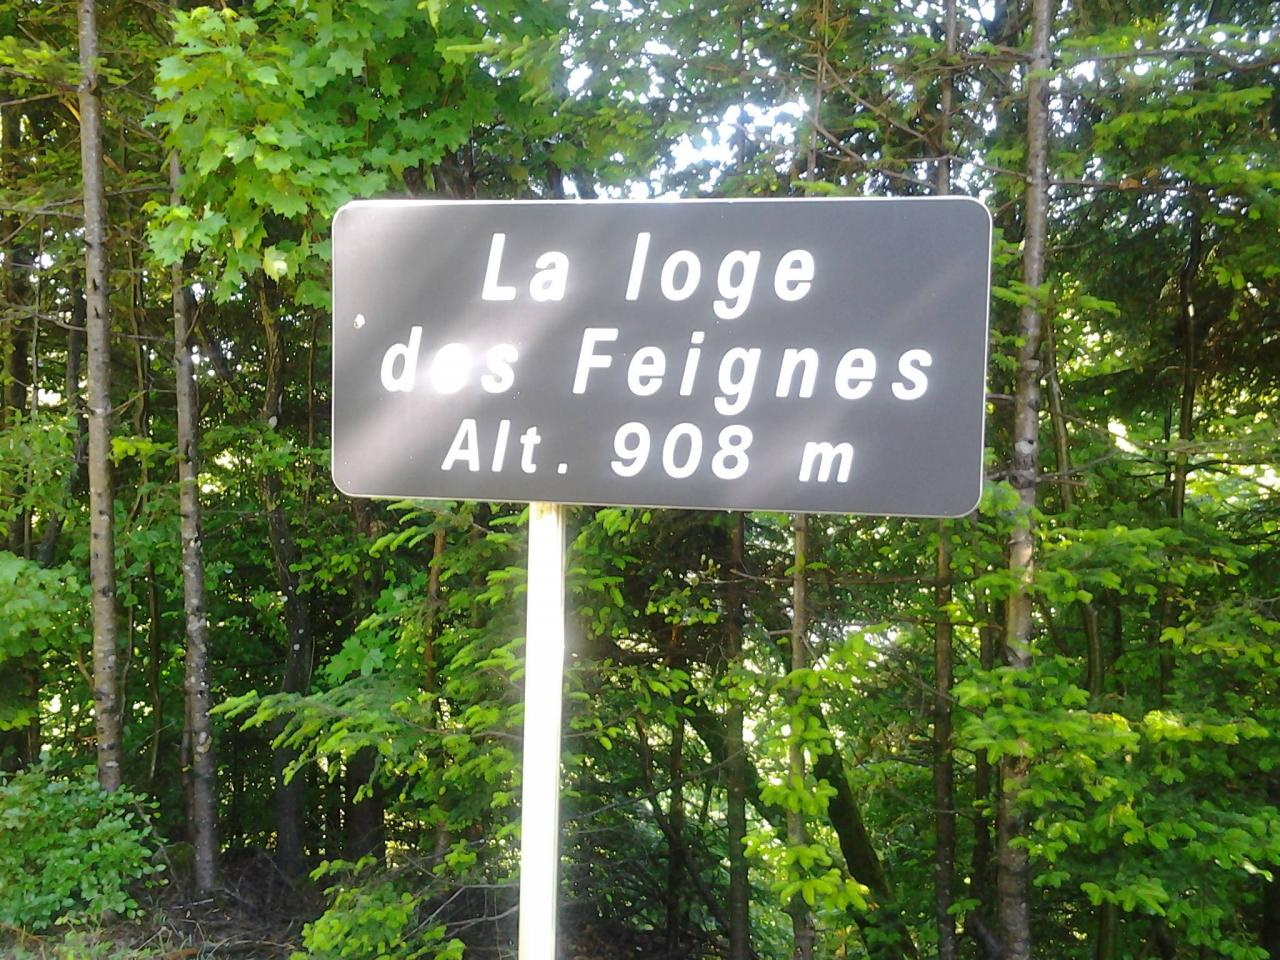 La loge
des Feignes
Alt. 908 m